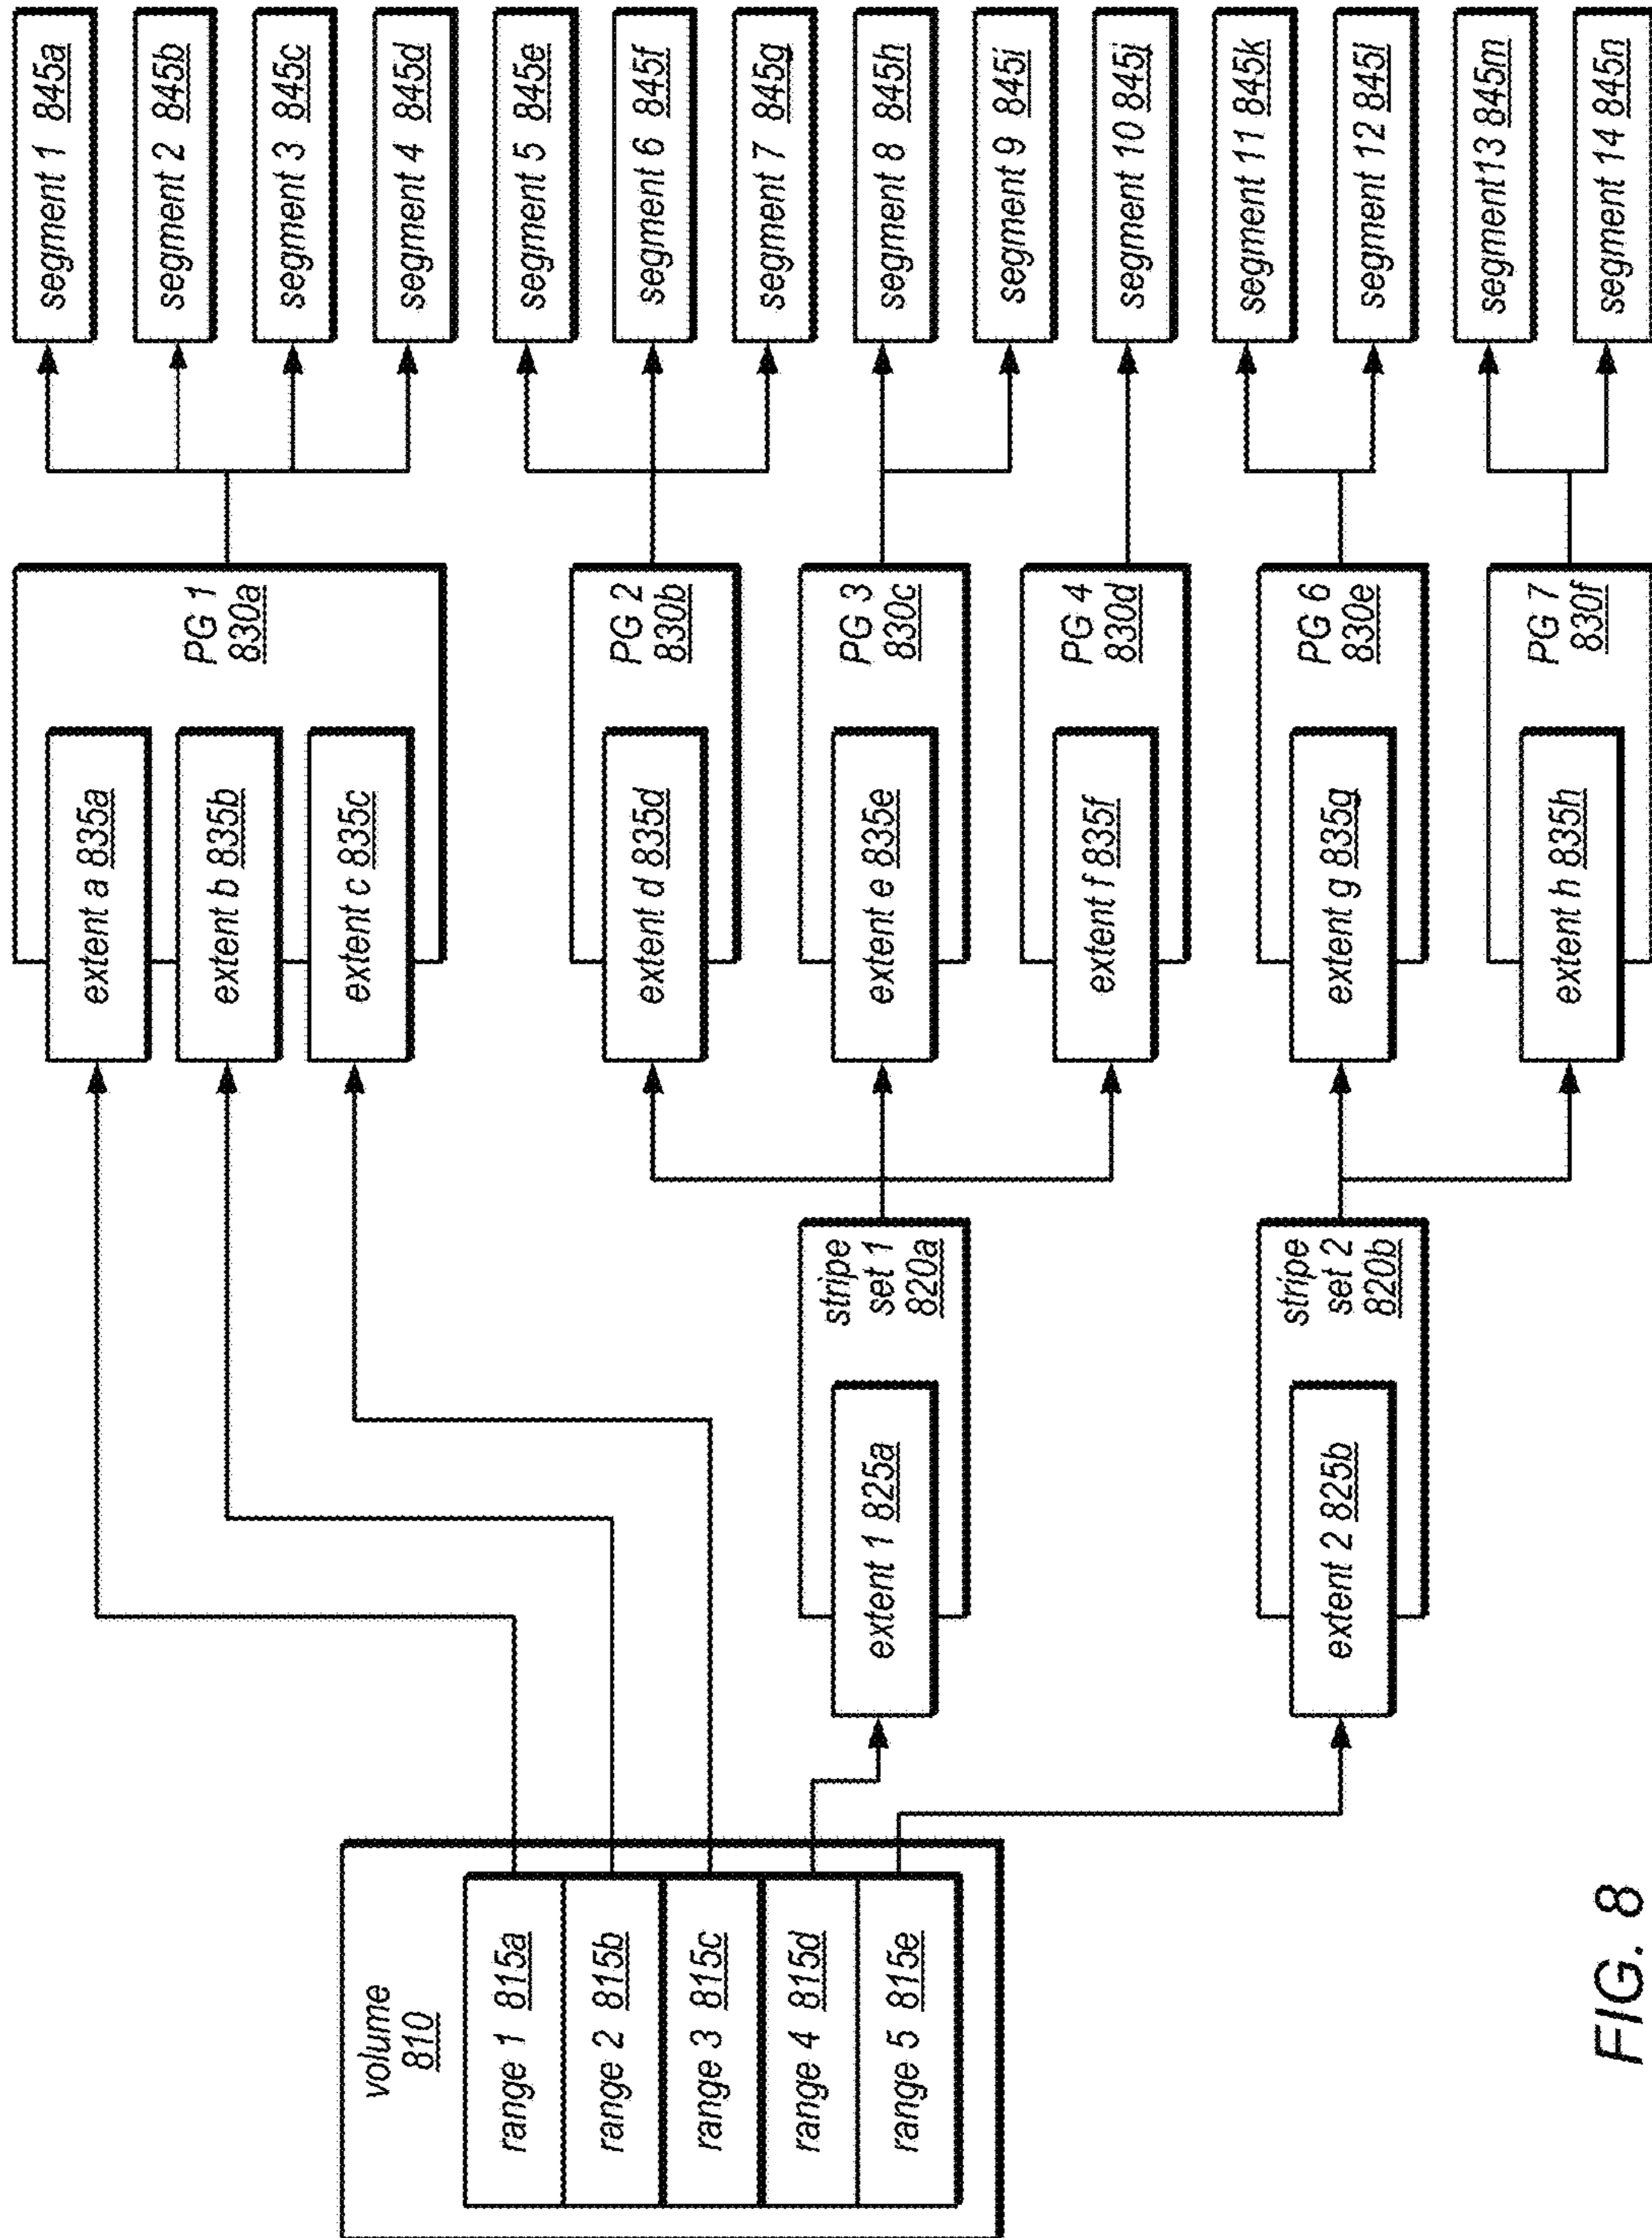 volume
810
range 1 815a
range 2 815b
range 3 815c
range 4 815d
range 5 815e
extent 1 825a
stripe
set 1
820a
extent 2 825b
stripe
set 2
820b
extent a 835a
extent b 835b
extent c 835c
PG 1
830a
extent d 835d
PG 2
830b
extent e 835e
PG 3
830c
extent f 835f
PG 4
830d
extent g 835g
PG 6
830e
extent h 835h
PG 7
830f
segment 1 845a
segment 2 845b
segment 3 845c
segment 4 845d
segment 5 845e
segment 6 845f
segment 7 845g
segment 8 845h
segment 9 845i
segment 10 845j
segment 11 845k
segment 12 845l
segment13 845m
segment 14 845n
FIG. 8